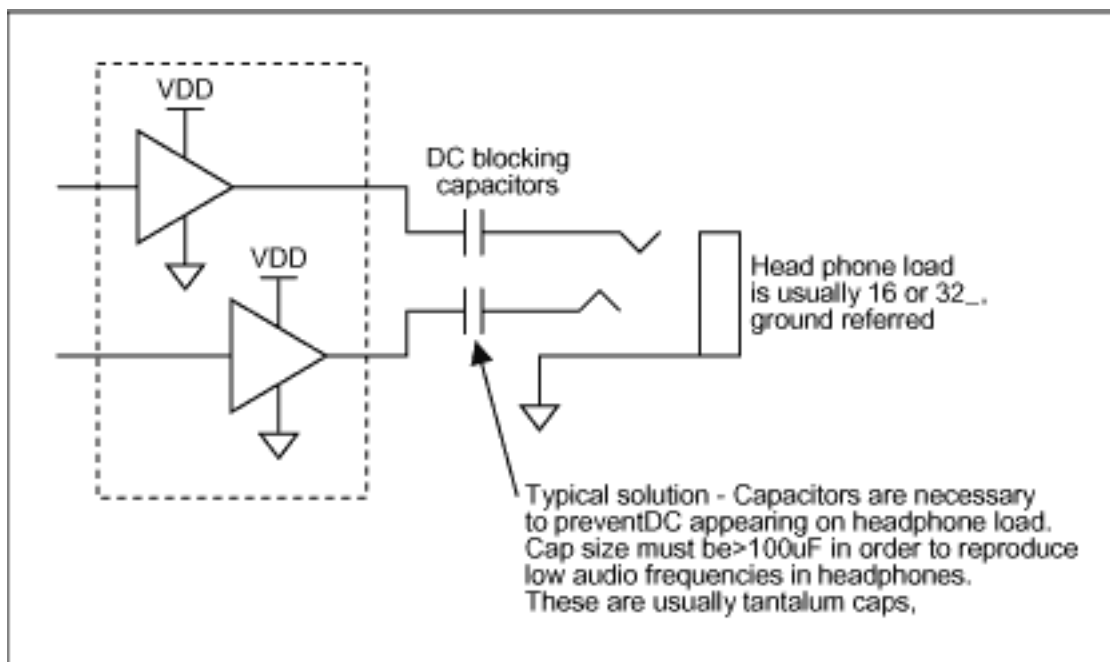 VDD
DC blocking
capacitors
VDD
Head phone load
is usually 16 or 32_,
ground referred
Typical solution - Capacitors are necessary
to preventDC appearing on headphone load.
Cap size must be>100uF in order to reproduce
low audio frequencies in headphones.
These are usually tantalum caps,